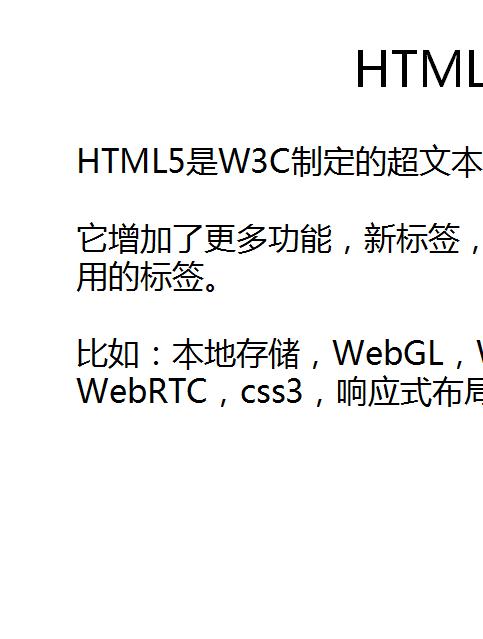 HTML
HTML5是W3C制定的超文本
它增加了更多功能，新标签，
用的标签。
比如：本地存储，WebGL，
WebRTC，css3，响应式布局